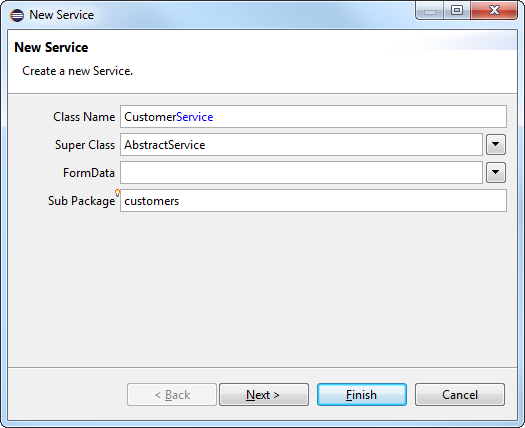 New Service
New Service
Create a new Service.
Class Name CustomerService
Super Class AbstractService
FormData
Sub Package customers
< Back Next > Finish Cancel